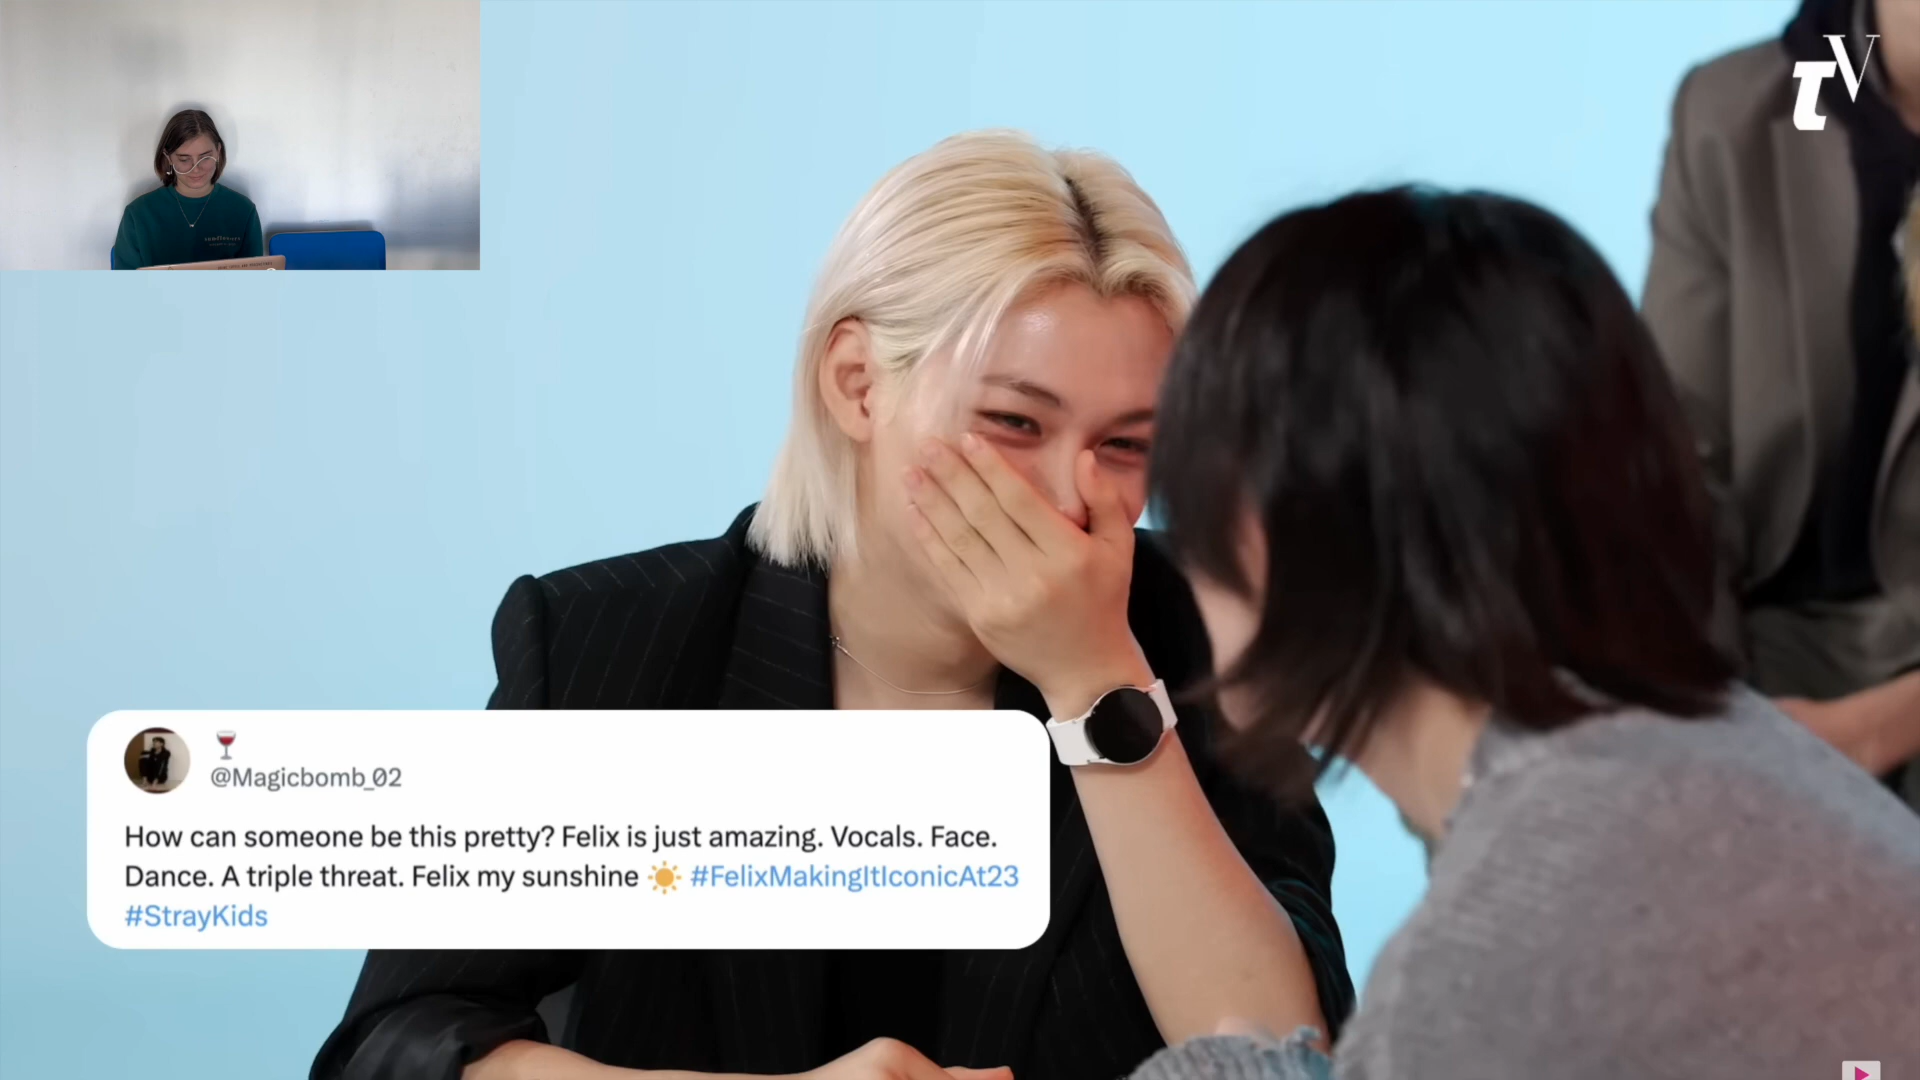 tV
@Magicbomb_02
How can someone be this pretty? Felix is just amazing. Vocals. Face.
Dance. A triple threat. Felix my sunshine ☀️ #FelixMakingItIconicAt23
#StrayKids